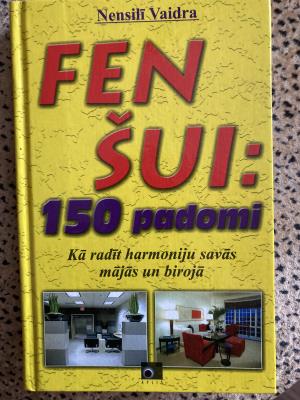 Nensilī Vaidra
FEN
ŠUI:
150 padomi
Kā radīt harmoniju savās
mājās un birojā